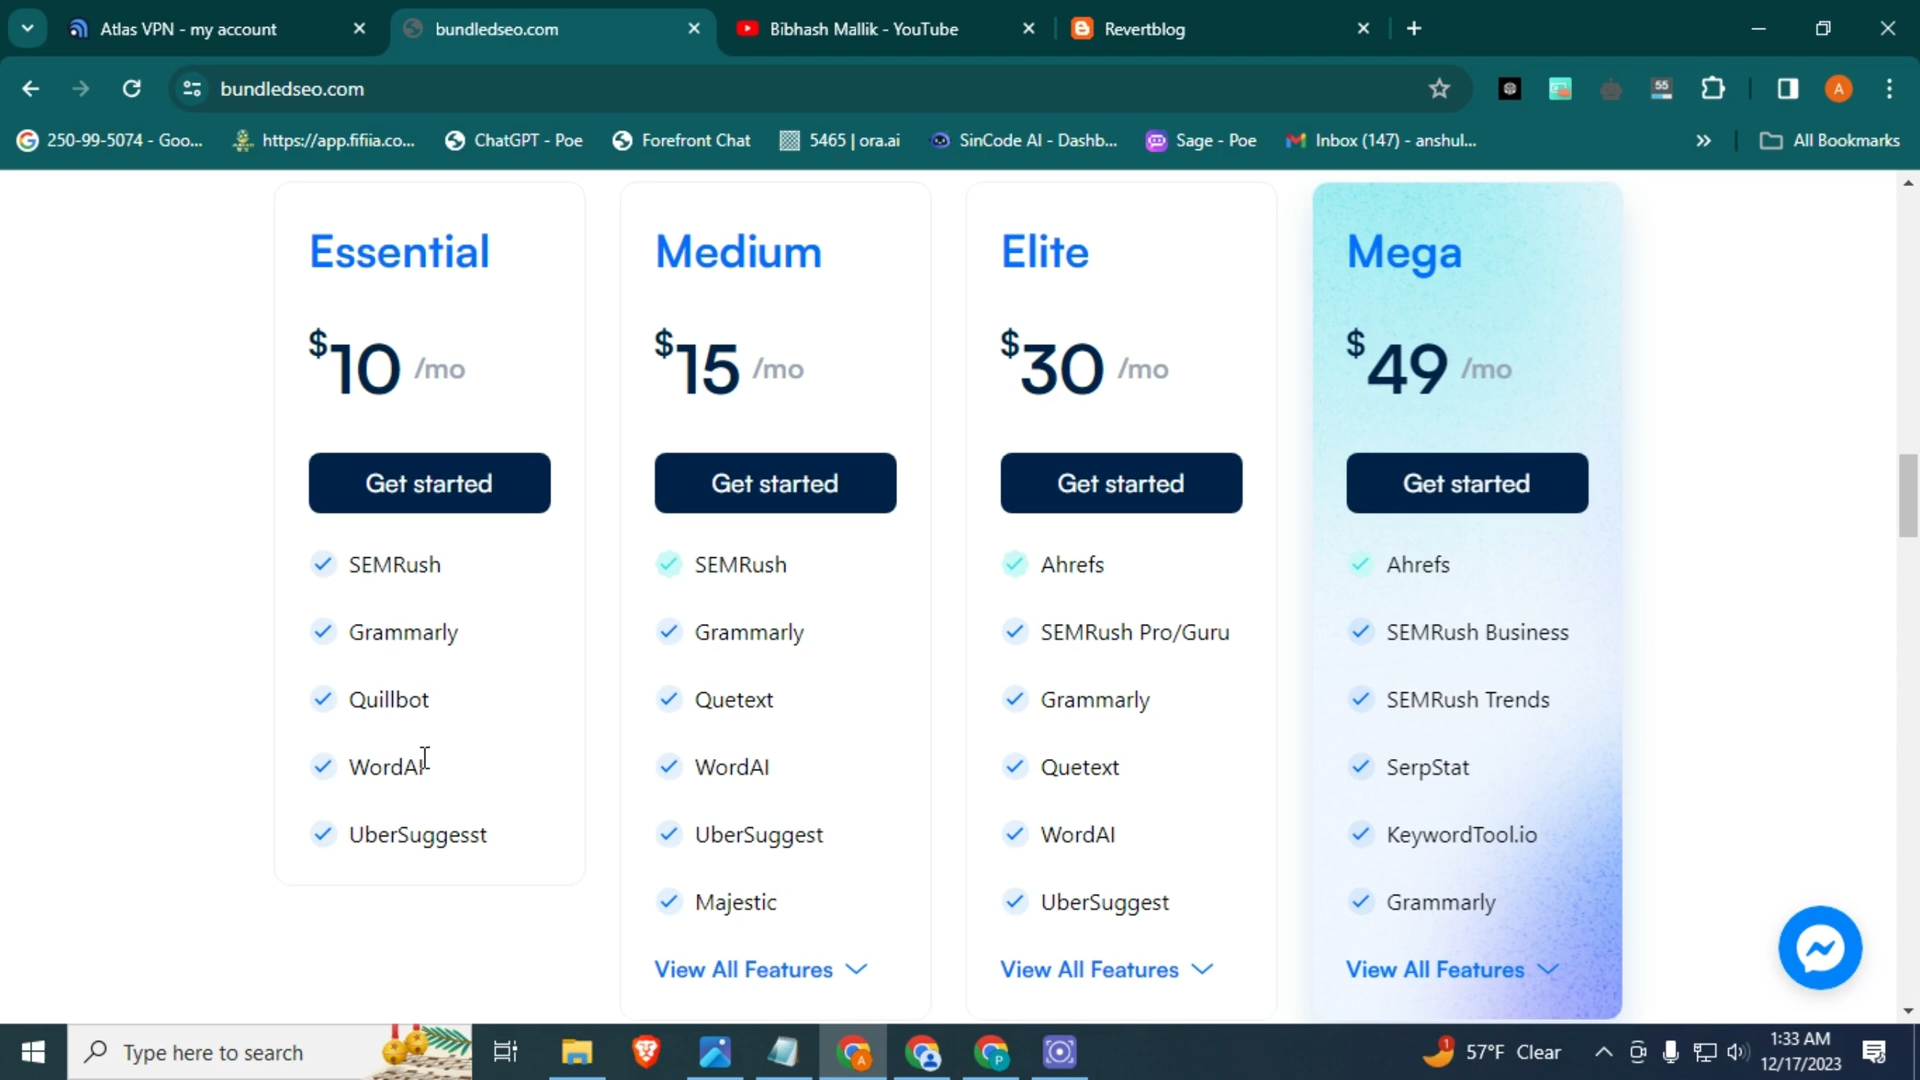 Atlas VPN - my account
bundledseo.com
Bibhash Mallik - YouTube
Revertblog
bundledseo.com
55
A
250-99-5074 - Goo...
https://app.fifiia.co...
ChatGPT - Poe
Forefront Chat
5465 | ora.ai
SinCode AI - Dashb...
Sage - Poe
Inbox (147) - anshul...
All Bookmarks
Essential
$10 /mo
Get started
SEMRush
Grammarly
Quillbot
WordAI
UberSuggesst
Medium
$15 /mo
Get started
SEMRush
Grammarly
Quetext
WordAI
UberSuggest
Majestic
View All Features
Elite
$30 /mo
Get started
Ahrefs
SEMRush Pro/Guru
Grammarly
Quetext
WordAI
UberSuggest
View All Features
Mega
$49 /mo
Get started
Ahrefs
SEMRush Business
SEMRush Trends
SerpStat
KeywordTool.io
Grammarly
View All Features
Type here to search
A
P
1
57°F Clear
1:33 AM
12/17/2023